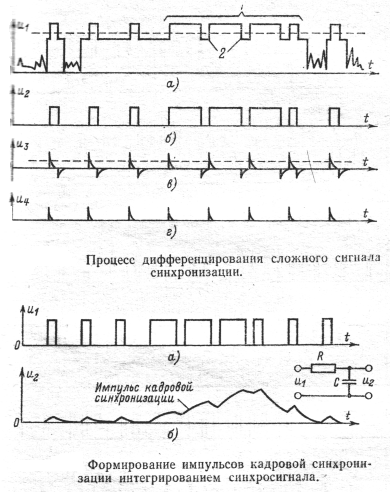 u1
1
2
t
а)
u2
t
б)
u3
t
в)
u4
t
г)
Процесс дифференцирования сложного сигнала
синхронизации.
u1
0
t
а)
u2
Импульс кадровой
синхронизации
R
u1
C
u2
0
t
б)
Формирование импульсов кадровой синхрони-
зации интегрированием синхросигнала.